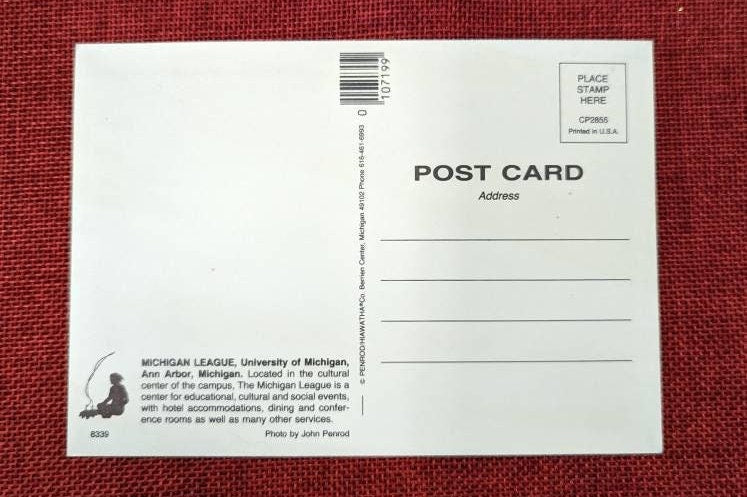 MICHIGAN LEAGUE, University of Michigan,
Ann Arbor, Michigan. Located in the cultural
center of the campus, The Michigan League is a
center for educational, cultural and social events,
with hotel accommodations, dining and confer-
ence rooms as well as many other services.
6339
Photo by John Penrod
© PENROD/HIAWATHA Co. Berrien Center, Michigan 49102 Phone 616-461-6993
0 107199
PLACE
STAMP
HERE
CP2856
Printed in U.S.A.
POST CARD
Address